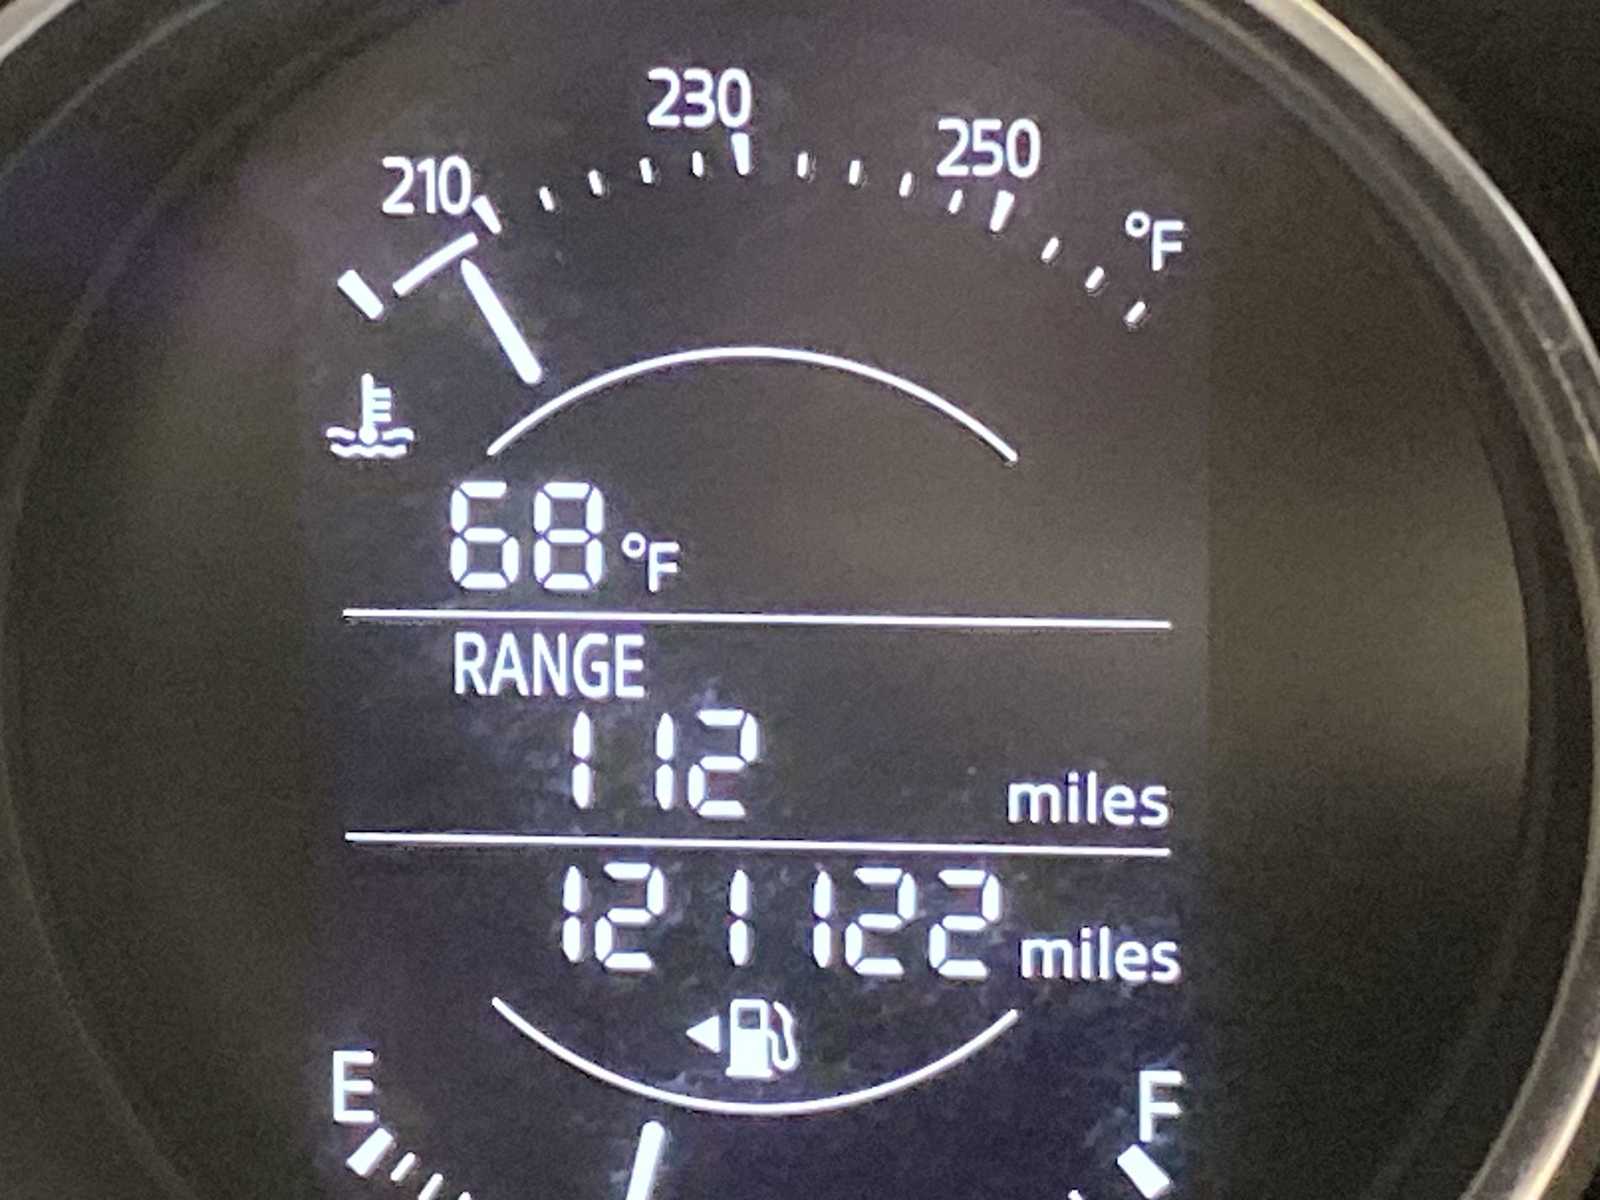 210 230 250 °F
68 °F
RANGE
112 miles
121122 miles
E F